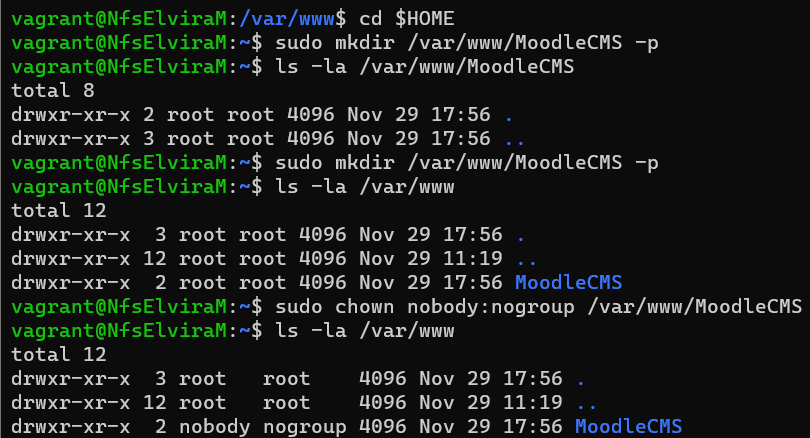 vagrant@NfsElviraM:/var/www$ cd $HOME
vagrant@NfsElviraM:~$ sudo mkdir /var/www/MoodleCMS -p
vagrant@NfsElviraM:~$ ls -la /var/www/MoodleCMS
total 8
drwxr-xr-x 2 root root 4096 Nov 29 17:56 .
drwxr-xr-x 3 root root 4096 Nov 29 17:56 ..
vagrant@NfsElviraM:~$ sudo mkdir /var/www/MoodleCMS -p
vagrant@NfsElviraM:~$ ls -la /var/www
total 12
drwxr-xr-x  3 root root 4096 Nov 29 17:56 .
drwxr-xr-x 12 root root 4096 Nov 29 11:19 ..
drwxr-xr-x  2 root root 4096 Nov 29 17:56 MoodleCMS
vagrant@NfsElviraM:~$ sudo chown nobody:nogroup /var/www/MoodleCMS
vagrant@NfsElviraM:~$ ls -la /var/www
total 12
drwxr-xr-x  3 root   root    4096 Nov 29 17:56 .
drwxr-xr-x 12 root   root    4096 Nov 29 11:19 ..
drwxr-xr-x  2 nobody nogroup 4096 Nov 29 17:56 MoodleCMS